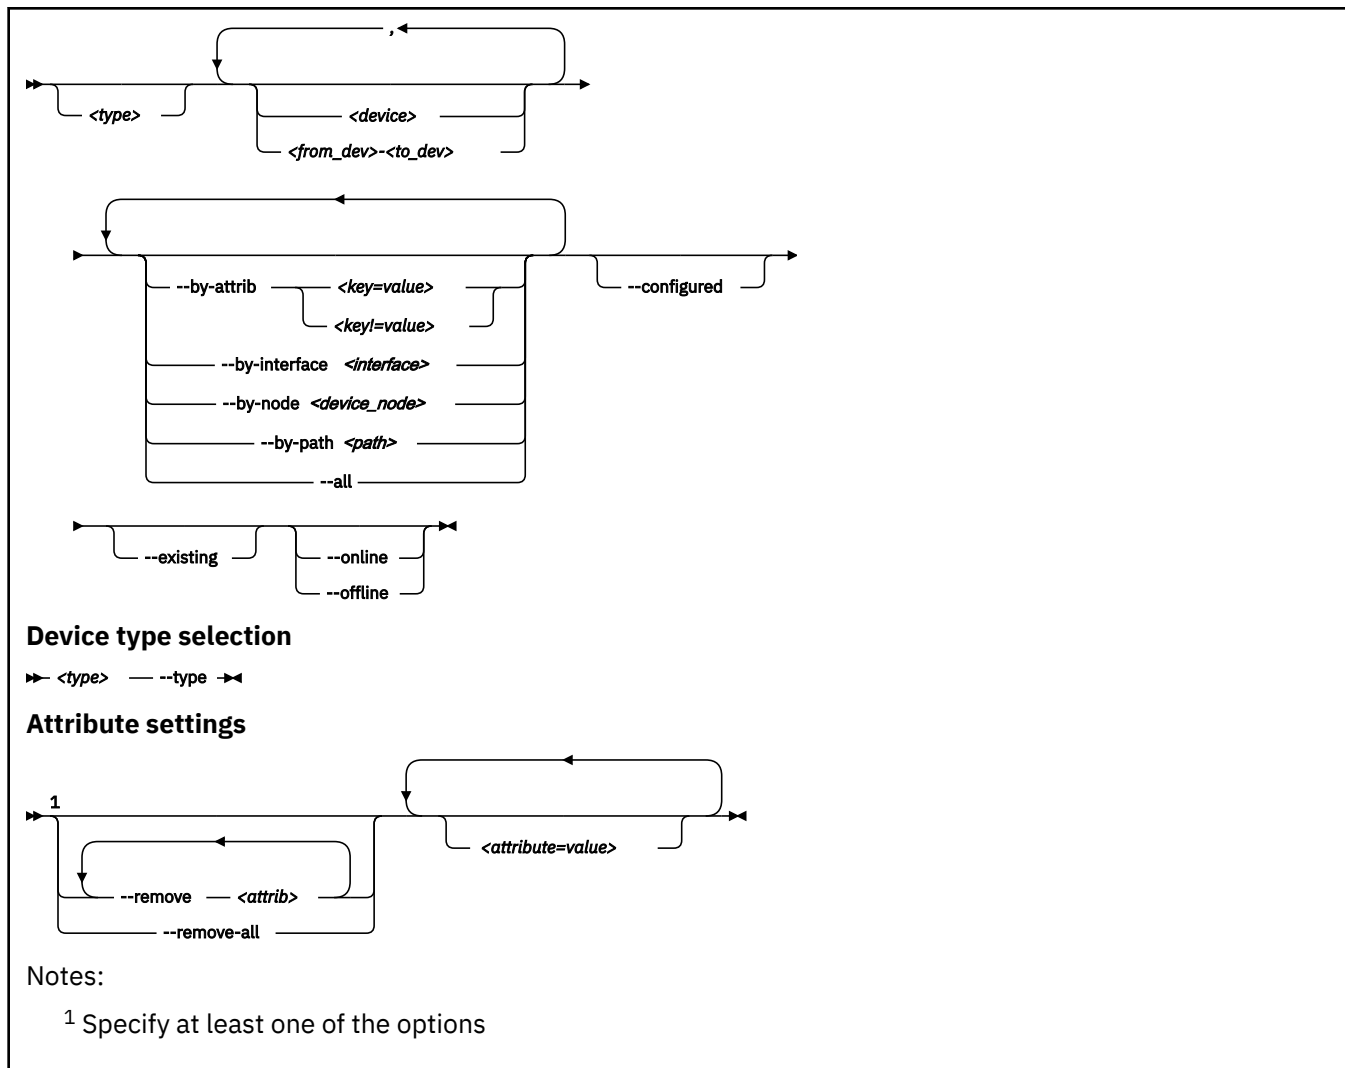 ,
<type>
<device>
<from_dev>-<to_dev>
--by-attrib <key=value> --configured
<key!=value>
--by-interface <interface>
--by-node <device_node>
--by-path <path>
--all
--existing --online
--offline
Device type selection
<type> --type
Attribute settings
1
<attribute=value>
--remove <attrib>
--remove-all
Notes:
1 Specify at least one of the options